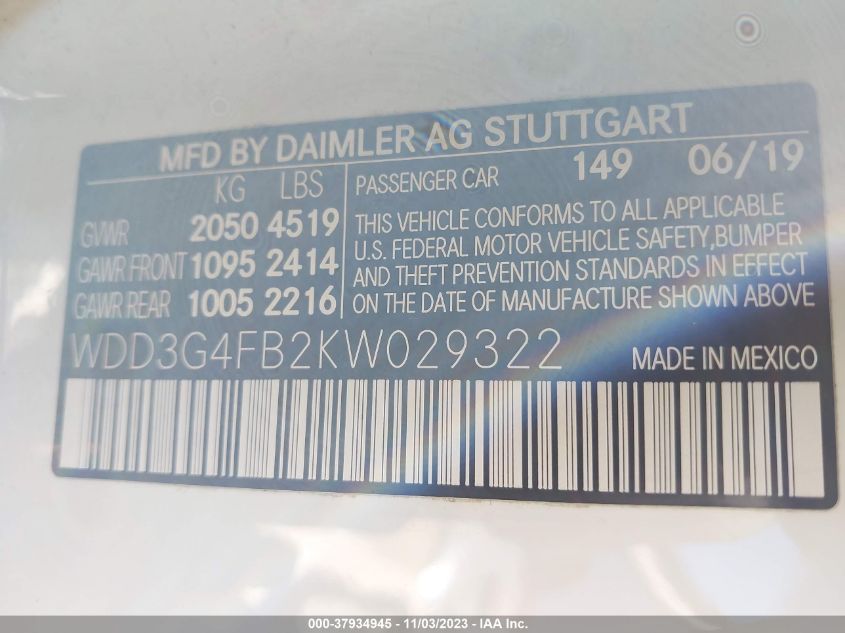 MFD BY DAIMLER AG STUTTGART
KG LBS
GVWR 2050 4519
GAWR FRONT 1095 2414
GAWR REAR 1005 2216
PASSENGER CAR 149 06/19
THIS VEHICLE CONFORMS TO ALL APPLICABLE
U.S. FEDERAL MOTOR VEHICLE SAFETY,BUMPER
AND THEFT PREVENTION STANDARDS IN EFFECT
ON THE DATE OF MANUFACTURE SHOWN ABOVE
WDD3G4FB2KW029322 MADE IN MEXICO
000-37934945 - 11/03/2023 - IAA Inc.